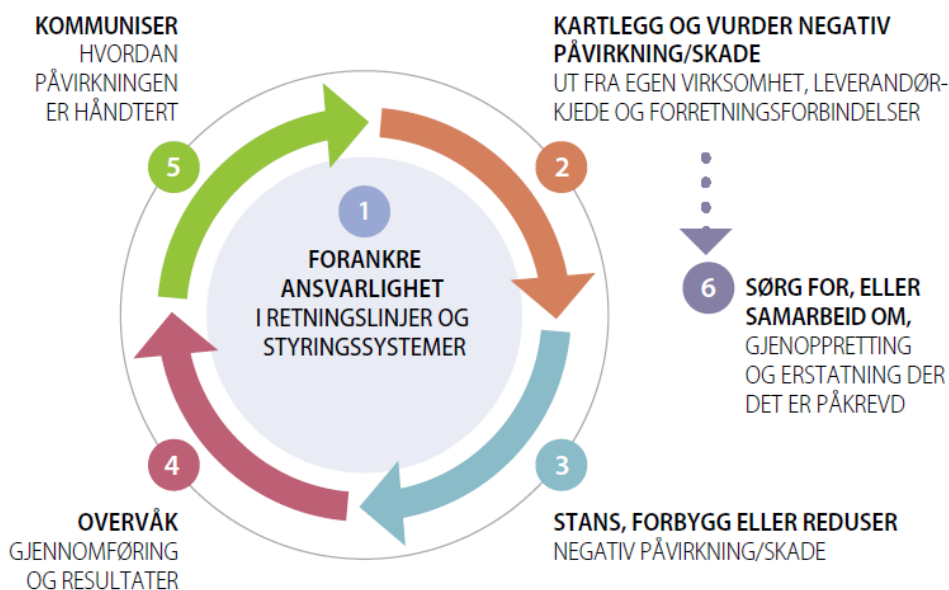 1
FORANKRE
ANSVARLIGHET
I RETNINGSLINJER OG
STYRINGSSYSTEMER
2
KARTLEGG OG VURDER NEGATIV
PÅVIRKNING/SKADE
UT FRA EGEN VIRKSOMHET, LEVERANDØR-
KJEDE OG FORRETNINGSFORBINDELSER
3
STANS, FORBYGG ELLER REDUSER
NEGATIV PÅVIRKNING/SKADE
4
OVERVÅK
GJENNOMFØRING
OG RESULTATER
5
KOMMUNISER
HVORDAN
PÅVIRKNINGEN
ER HÅNDTERT
6
SØRG FOR, ELLER
SAMARBEID OM,
GJENOPPRETTING
OG ERSTATNING DER
DET ER PÅKREVD